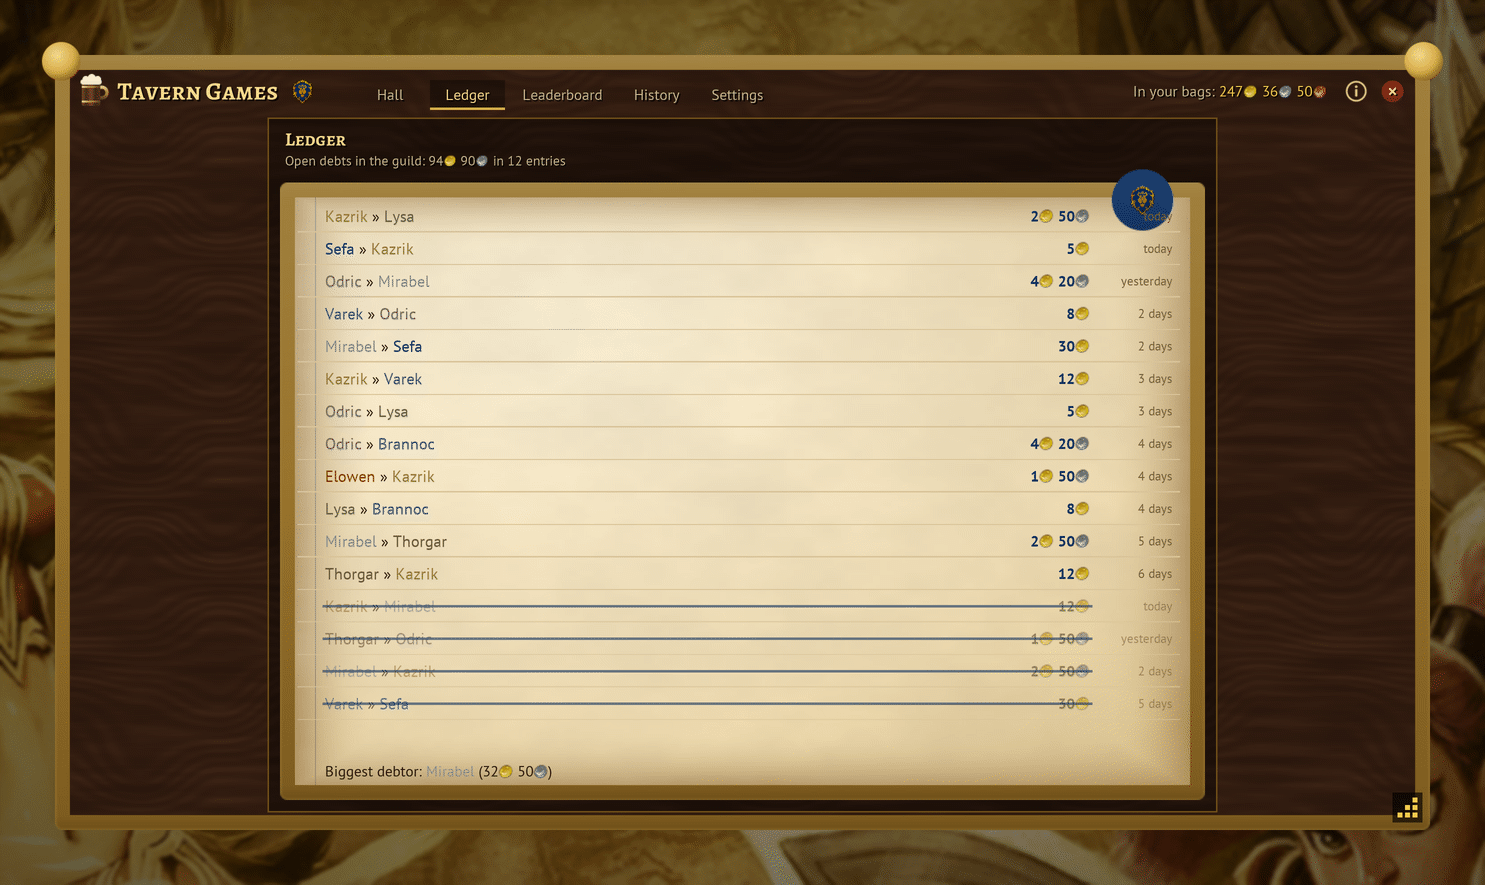 Tavern Games
Hall Ledger Leaderboard History Settings
In your bags: 247 36 50
Ledger
Open debts in the guild: 94 90 in 12 entries
Kazrik » Lysa 2 50 today
Sefa » Kazrik 5 today
Odric » Mirabel 4 20 yesterday
Varek » Odric 8 2 days
Mirabel » Sefa 30 2 days
Kazrik » Varek 12 3 days
Odric » Lysa 5 3 days
Odric » Brannoc 4 20 4 days
Elowen » Kazrik 1 50 4 days
Lysa » Brannoc 8 4 days
Mirabel » Thorgar 2 50 5 days
Thorgar » Kazrik 12 6 days
Kazrik » Mirabel 12 today
Thorgar » Odric 1 50 yesterday
Mirabel » Kazrik 2 50 2 days
Varek » Sefa 30 5 days
Biggest debtor: Mirabel (32 50)